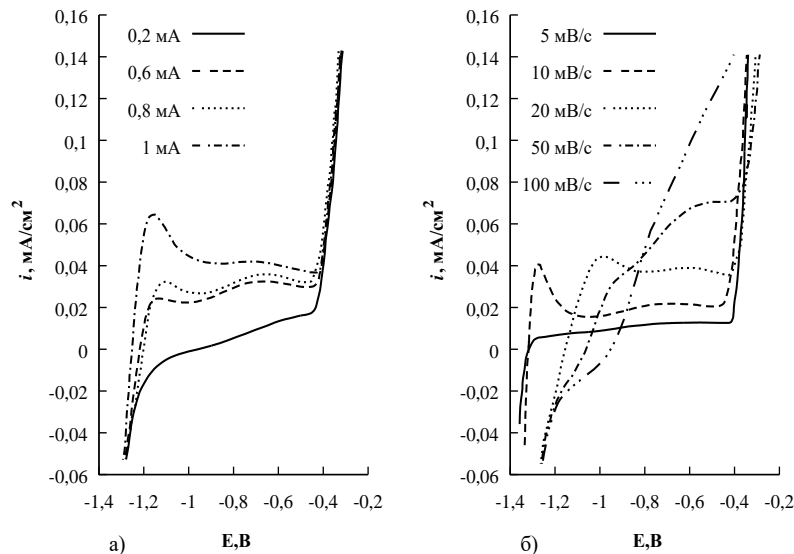 0,16
0,14
0,12
0,1
0,08
0,06
0,04
0,02
0
-0,02
-0,04
-0,06
i, мА/см²
0,2 мА
0,6 мА
0,8 мА
1 мА
-1,4 -1,2 -1 -0,8 -0,6 -0,4 -0,2
а) E,В
0,16
0,14
0,12
0,1
0,08
0,06
0,04
0,02
0
-0,02
-0,04
-0,06
i, мА/см²
5 мВ/с
10 мВ/с
20 мВ/с
50 мВ/с
100 мВ/с
-1,4 -1,2 -1 -0,8 -0,6 -0,4 -0,2
б) E,В